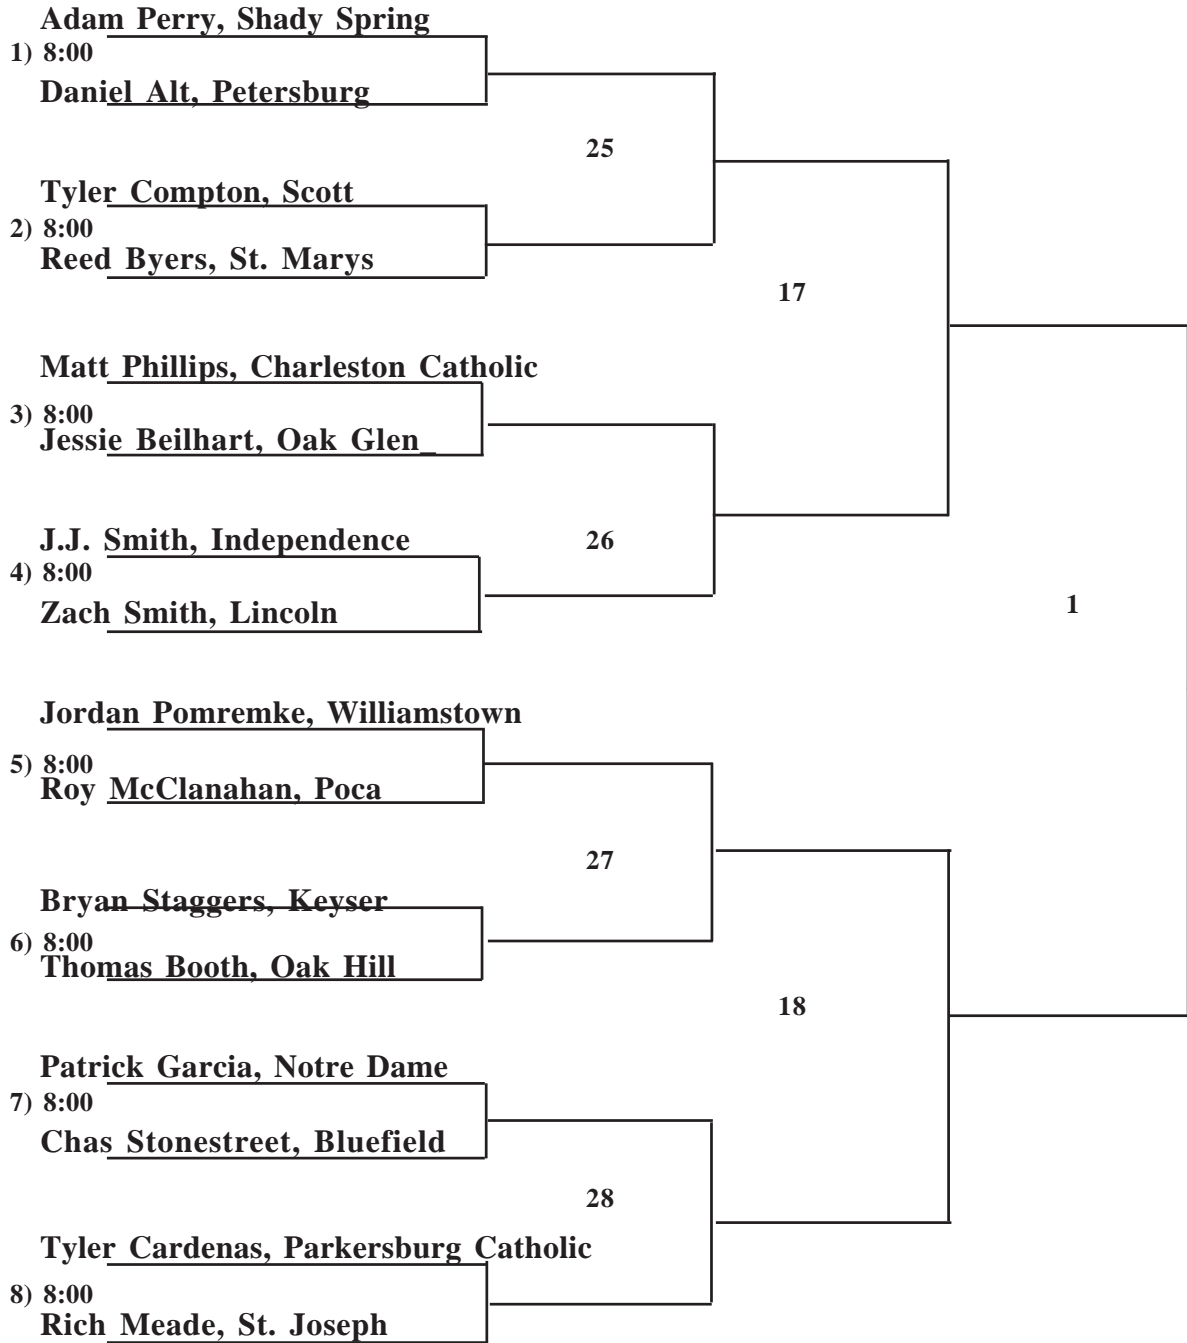 Adam Perry, Shady Spring
1) 8:00
Daniel Alt, Petersburg
25
Tyler Compton, Scott
2) 8:00
Reed Byers, St. Marys
17
Matt Phillips, Charleston Catholic
3) 8:00
Jessie Beilhart, Oak Glen_
J.J. Smith, Independence
26
4) 8:00
Zach Smith, Lincoln
1
Jordan Pomremke, Williamstown
5) 8:00
Roy McClanahan, Poca
27
Bryan Staggers, Keyser
6) 8:00
Thomas Booth, Oak Hill
18
Patrick Garcia, Notre Dame
7) 8:00
Chas Stonestreet, Bluefield
28
Tyler Cardenas, Parkersburg Catholic
8) 8:00
Rich Meade, St. Joseph